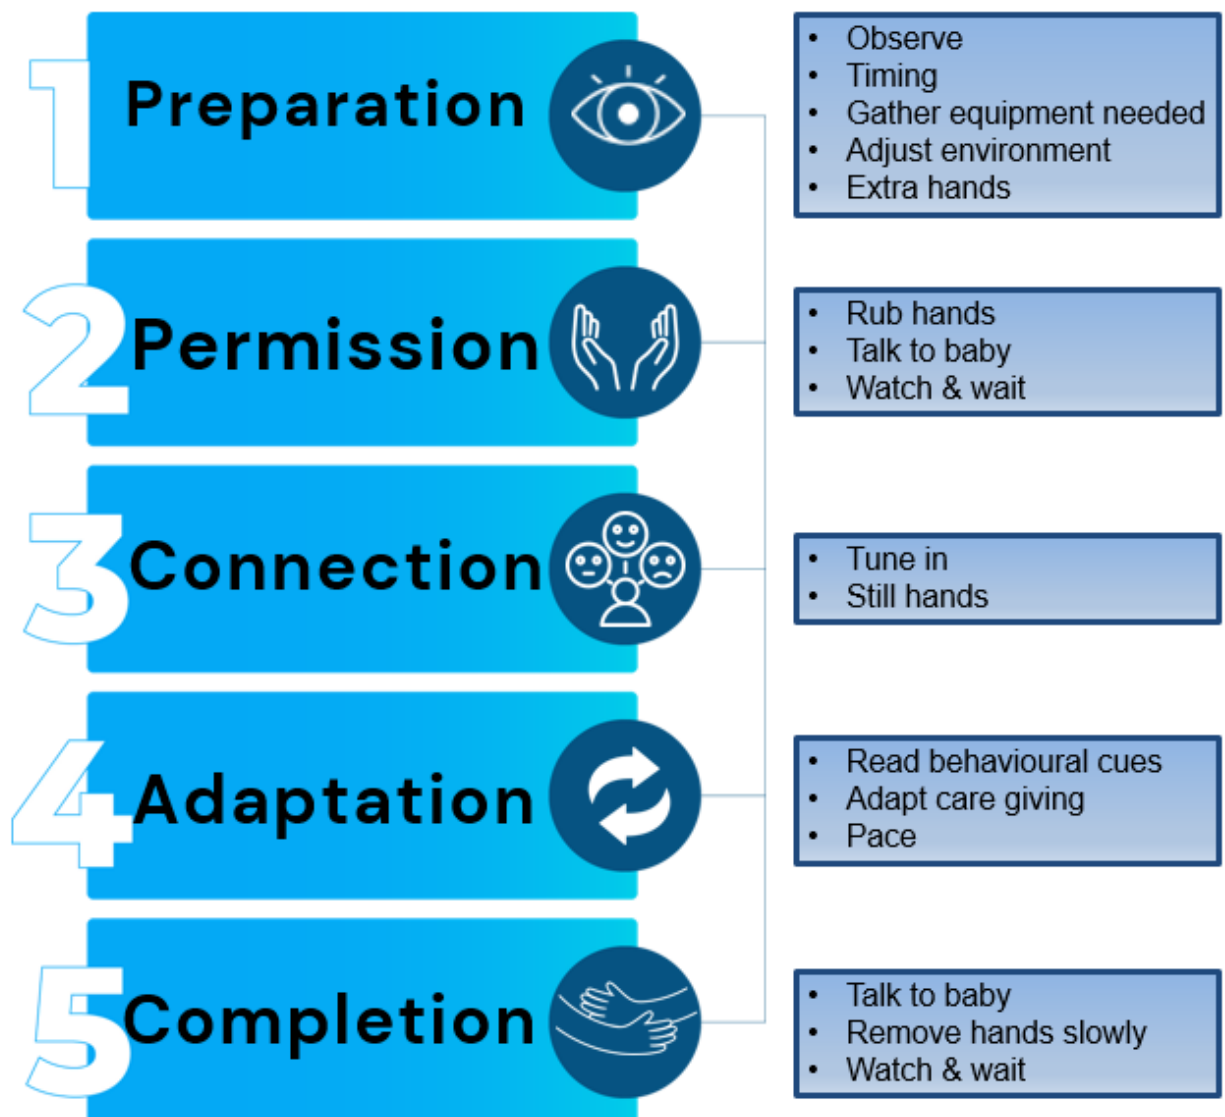 1
Preparation
• Observe
• Timing
• Gather equipment needed
• Adjust environment
• Extra hands
2
Permission
• Rub hands
• Talk to baby
• Watch & wait
3
Connection
• Tune in
• Still hands
4
Adaptation
• Read behavioural cues
• Adapt care giving
• Pace
5
Completion
• Talk to baby
• Remove hands slowly
• Watch & wait